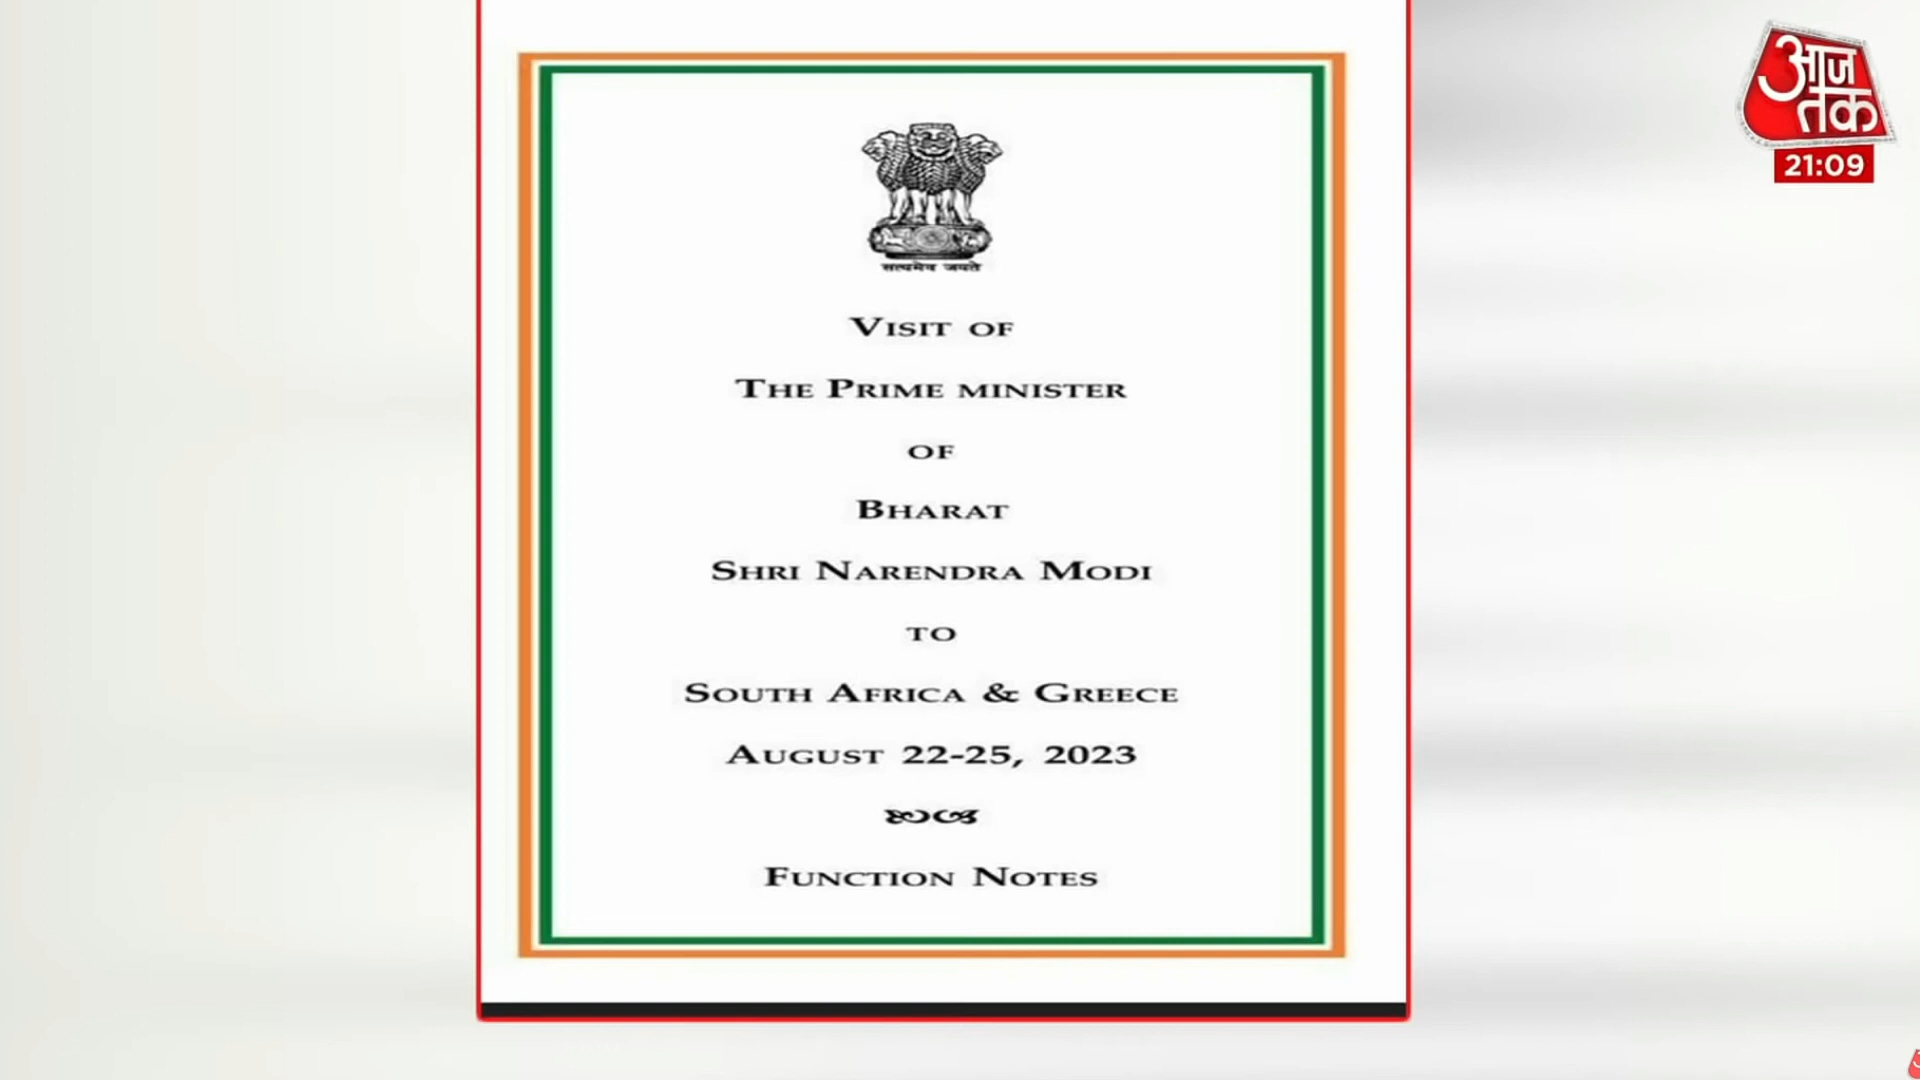 आज
तक
21:09
सत्यमेव जयते
VISIT OF
THE PRIME MINISTER
OF
BHARAT
SHRI NARENDRA MODI
TO
SOUTH AFRICA & GREECE
AUGUST 22-25, 2023
FUNCTION NOTES